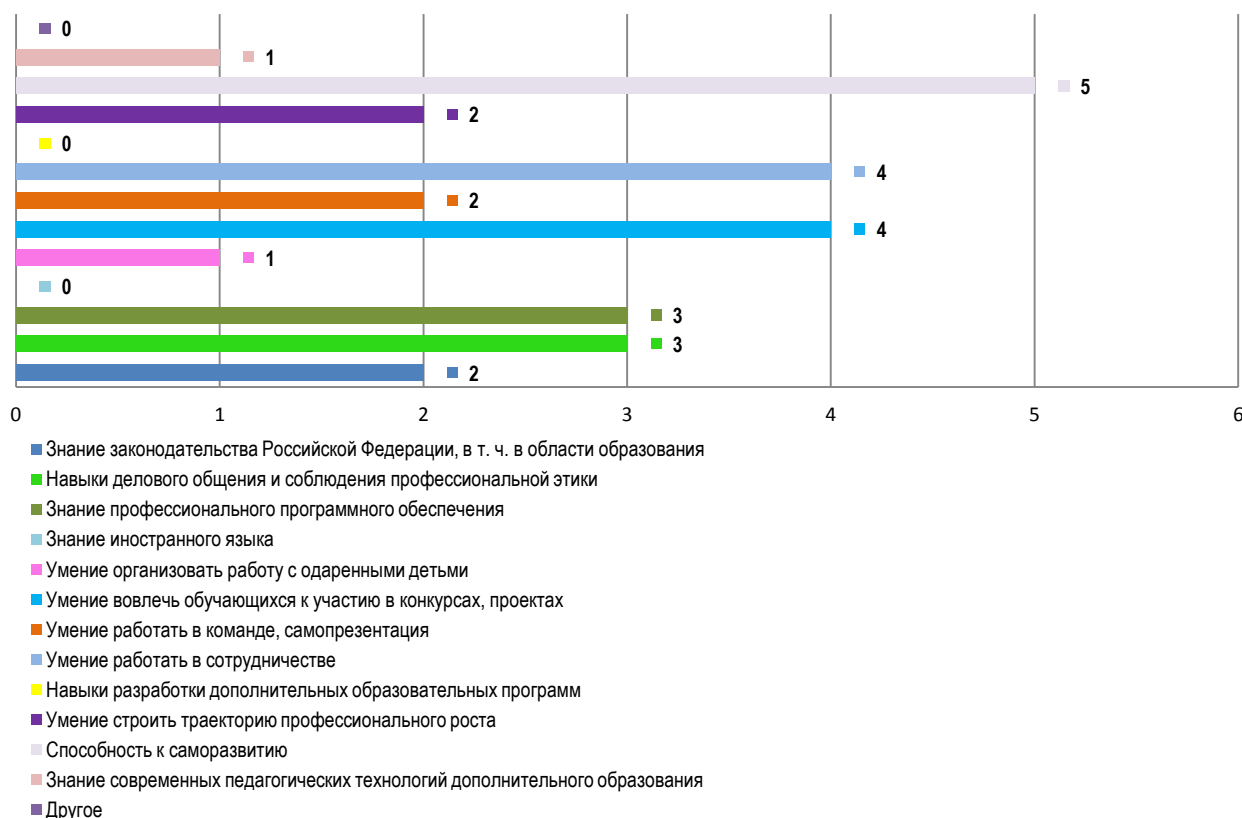 0
1
5
2
0
4
2
4
1
0
3
3
2
0 1 2 3 4 5 6
Знание законодательства Российской Федерации, в т. ч. в области образования
Навыки делового общения и соблюдения профессиональной этики
Знание профессионального программного обеспечения
Знание иностранного языка
Умение организовать работу с одаренными детьми
Умение вовлечь обучающихся к участию в конкурсах, проектах
Умение работать в команде, самопрезентация
Умение работать в сотрудничестве
Навыки разработки дополнительных образовательных программ
Умение строить траекторию профессионального роста
Способность к саморазвитию
Знание современных педагогических технологий дополнительного образования
Другое